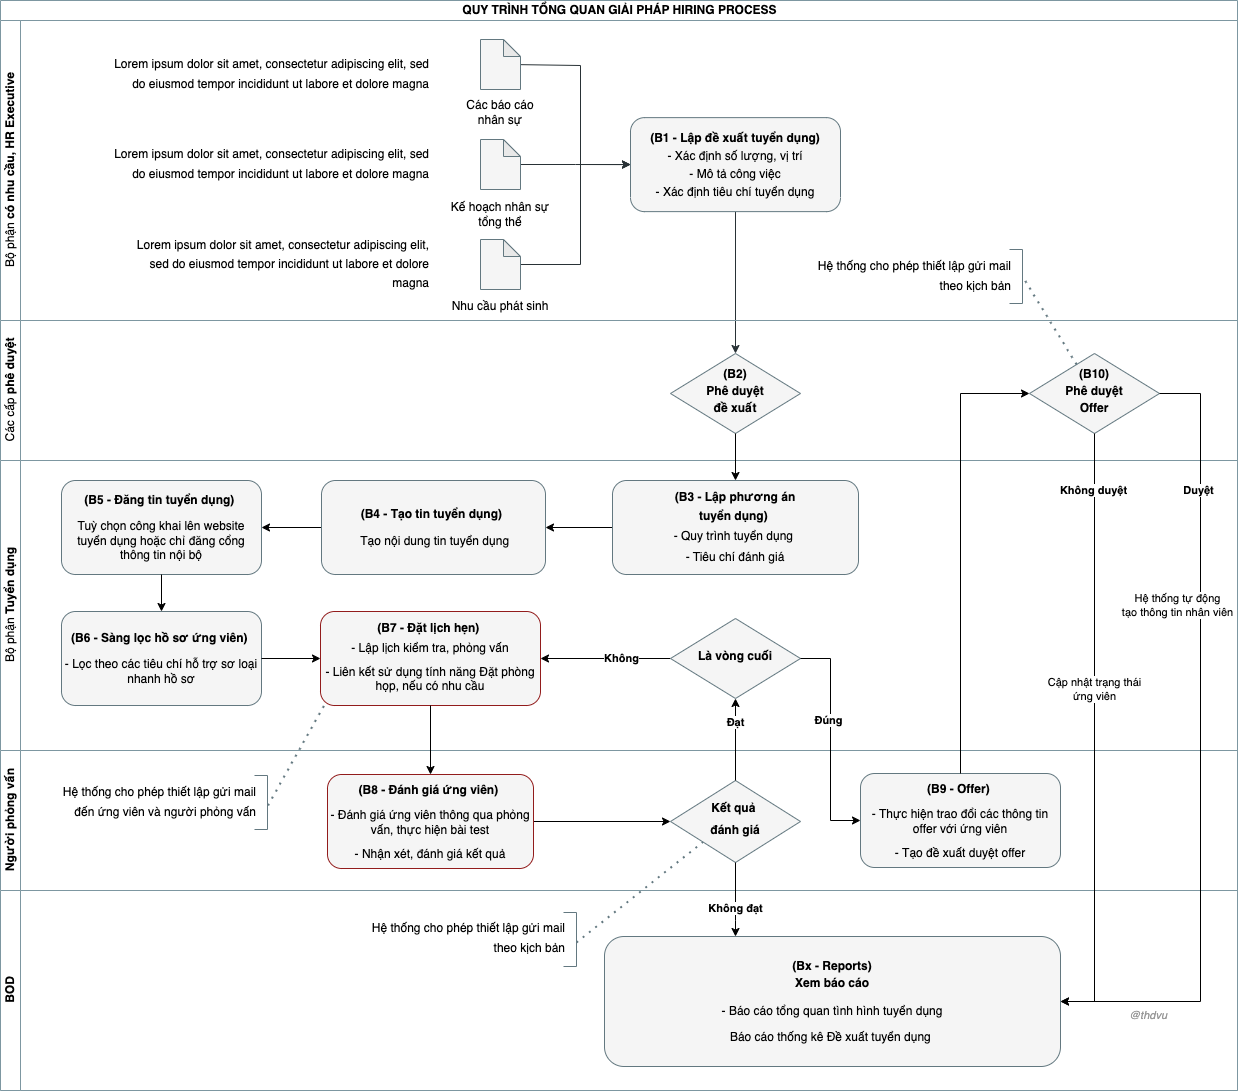 QUY TRÌNH TỔNG QUAN GIẢI PHÁP HIRING PROCESS
Bộ phận có nhu cầu, HR Executive
Lorem ipsum dolor sit amet, consectetur adipiscing elit, sed
do eiusmod tempor incididunt ut labore et dolore magna
Các báo cáo
nhân sự
Lorem ipsum dolor sit amet, consectetur adipiscing elit, sed
do eiusmod tempor incididunt ut labore et dolore magna
Kế hoạch nhân sự
tổng thể
Lorem ipsum dolor sit amet, consectetur adipiscing elit,
sed do eiusmod tempor incididunt ut labore et dolore
magna
Nhu cầu phát sinh
(B1 - Lập đề xuất tuyển dụng)
- Xác định số lượng, vị trí
- Mô tả công việc
- Xác định tiêu chí tuyển dụng
Hệ thống cho phép thiết lập gửi mail
theo kịch bản
Các cấp phê duyệt
(B2)
Phê duyệt
đề xuất
(B10)
Phê duyệt
Offer
Bộ phận Tuyển dụng
(B5 - Đăng tin tuyển dụng)
Tuỳ chọn công khai lên website
tuyển dụng hoặc chỉ đăng cổng
thông tin nội bộ
(B4 - Tạo tin tuyển dụng)
Tạo nội dung tin tuyển dụng
(B3 - Lập phương án
tuyển dụng)
- Quy trình tuyển dụng
- Tiêu chí đánh giá
Không duyệt
Duyệt
Hệ thống tự động
tạo thông tin nhân viên
(B6 - Sàng lọc hồ sơ ứng viên)
- Lọc theo các tiêu chí hỗ trợ sơ loại
nhanh hồ sơ
(B7 - Đặt lịch hẹn)
- Lập lịch kiểm tra, phỏng vấn
- Liên kết sử dụng tính năng Đặt phòng
họp, nếu có nhu cầu
Không
Là vòng cuối
Cập nhật trạng thái
ứng viên
Đạt
Đúng
Người phỏng vấn
Hệ thống cho phép thiết lập gửi mail
đến ứng viên và người phỏng vấn
(B8 - Đánh giá ứng viên)
- Đánh giá ứng viên thông qua phỏng
vấn, thực hiện bài test
- Nhận xét, đánh giá kết quả
Kết quả
đánh giá
(B9 - Offer)
- Thực hiện trao đổi các thông tin
offer với ứng viên
- Tạo đề xuất duyệt offer
BOD
Không đạt
Hệ thống cho phép thiết lập gửi mail
theo kịch bản
(Bx - Reports)
Xem báo cáo
- Báo cáo tổng quan tình hình tuyển dụng
Báo cáo thống kê Đề xuất tuyển dụng
@thdvu